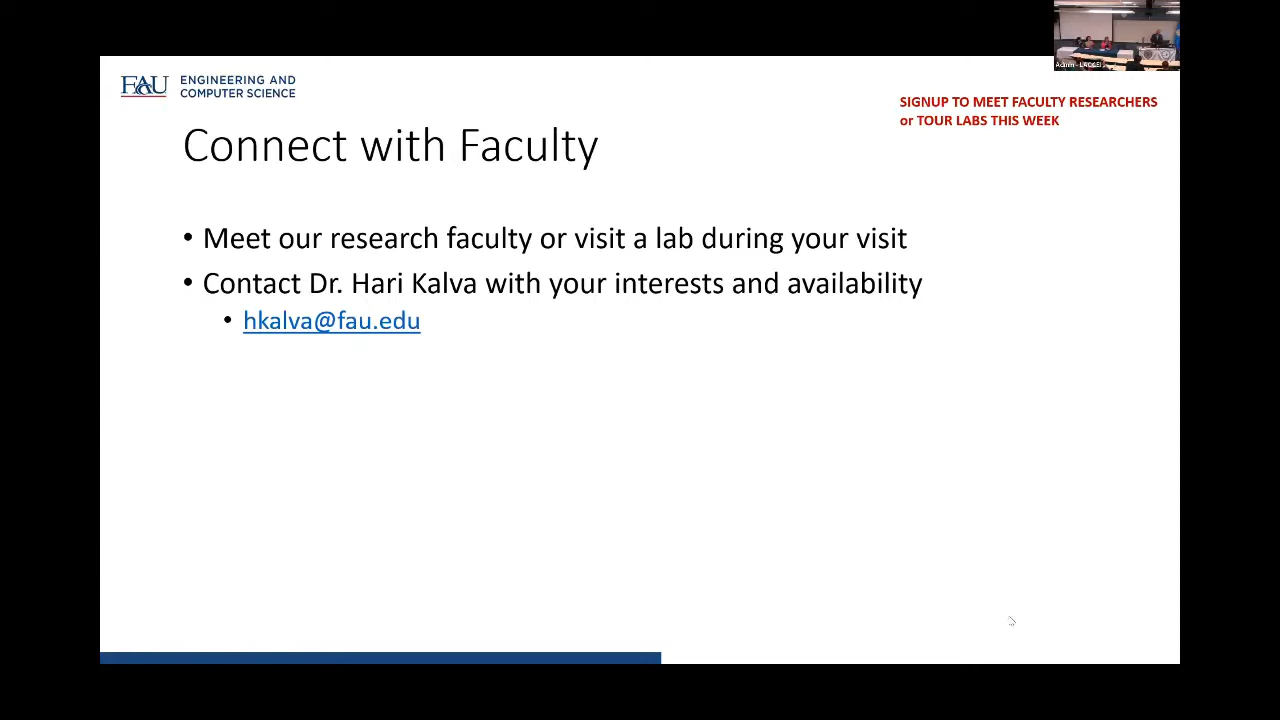 FAU ENGINEERING AND
COMPUTER SCIENCE
SIGNUP TO MEET FACULTY RESEARCHERS
or TOUR LABS THIS WEEK
Connect with Faculty
• Meet our research faculty or visit a lab during your visit
• Contact Dr. Hari Kalva with your interests and availability
• hkalva@fau.edu